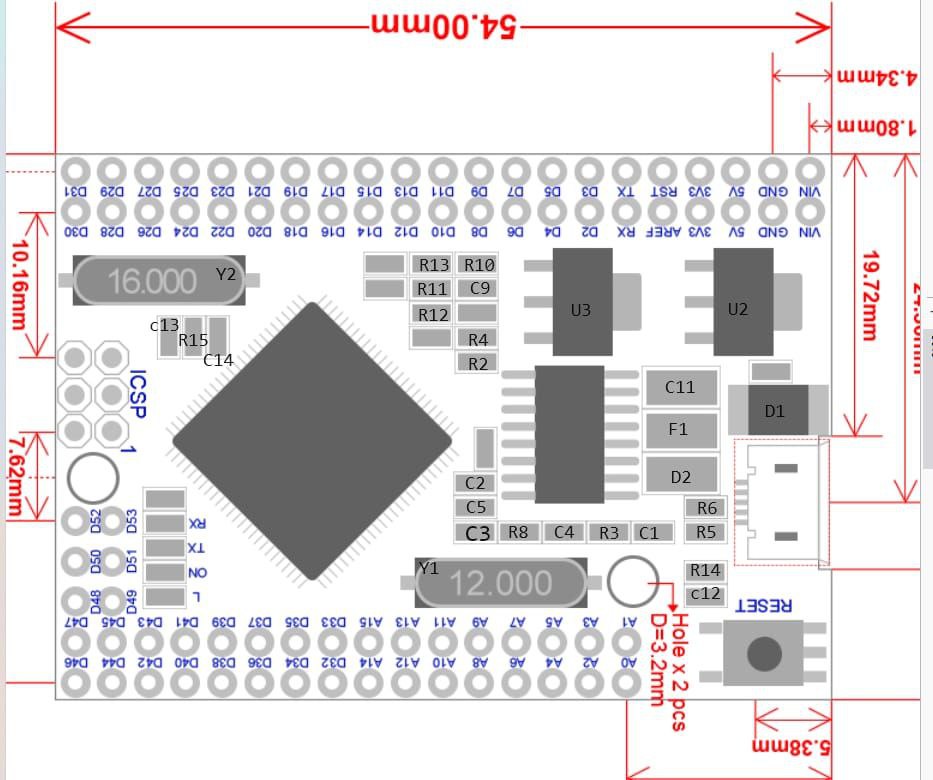 54.00mm
4.34mm
1.80mm
D31 D29 D27 D25 D23 D21 D19 D17 D15 D13 D11 D9 D7 D5 D3 TX RST 3V3 5V GND VIN
D30 D28 D26 D24 D22 D20 D18 D16 D14 D12 D10 D8 D6 D4 D2 RX AREF 3V3 5V GND VIN
10.16mm
19.72mm
16.000 Y2
R13 R10
R11 C9
R12
R4
R2
U3
U2
c13
R15
C14
ICSP
1
C11
F1
D2
D1
7.62mm
C2
C5
C3 R8 C4 R3 C1
R6
R5
D52 D53
D50 D51
D48 D49
RX
TX
ON
L
Y1 12.000
R14
c12
RESET
Hole x 2 pcs
D=3.2mm
D47 D45 D43 D41 D39 D37 D35 D33 A15 A13 A11 A9 A7 A5 A3 A1
D46 D44 D42 D40 D38 D36 D34 D32 A14 A12 A10 A8 A6 A4 A2 A0
5.38mm